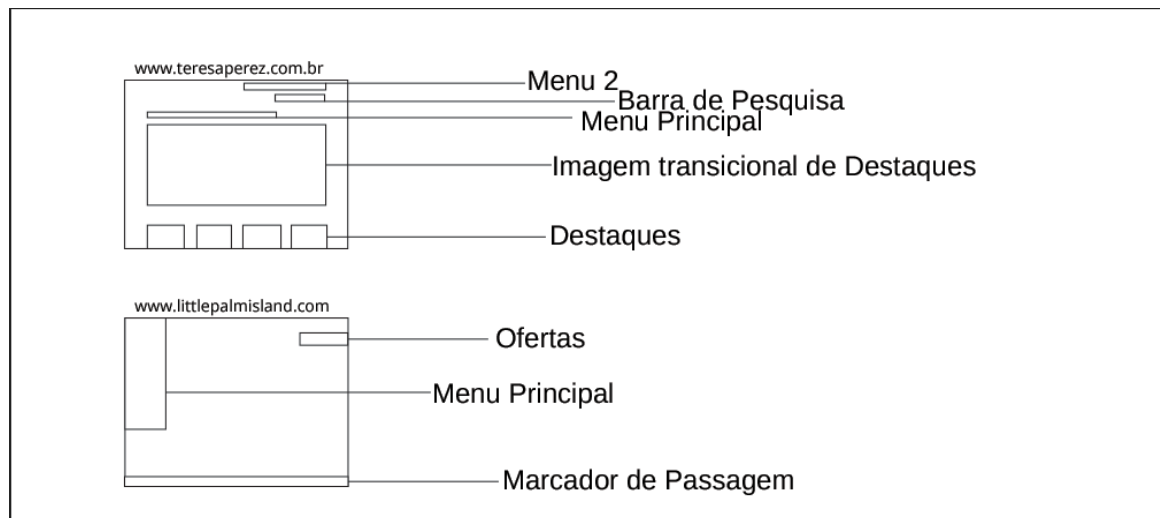 www.teresaperez.com.br
Menu 2
Barra de Pesquisa
Menu Principal
Imagem transicional de Destaques
Destaques
www.littlepalmisland.com
Ofertas
Menu Principal
Marcador de Passagem